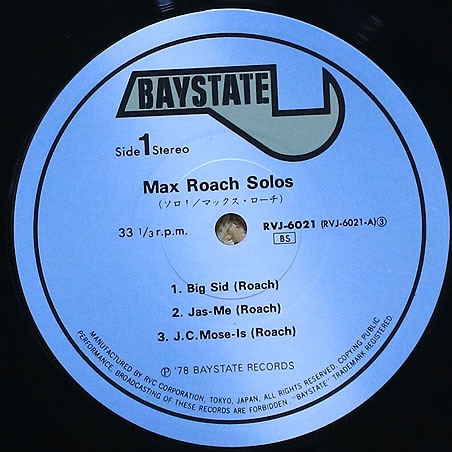 BAYSTATE
Side 1 Stereo
Max Roach Solos
(ソロ!/マックス・ローチ)
33 1/3 r.p.m.
RVJ-6021 (RVJ-6021-A)③
BS
1. Big Sid (Roach)
2. Jas-Me (Roach)
3. J.C. Mose-Is (Roach)
Ⓟ '78 BAYSTATE RECORDS
MANUFACTURED BY RVC CORPORATION, TOKYO, JAPAN, ALL RIGHTS RESERVED, COPYING PUBLIC
PERFORMANCE, BROADCASTING OF THESE RECORDS ARE FORBIDDEN. "BAYSTATE" TRADEMARK REGISTERED.